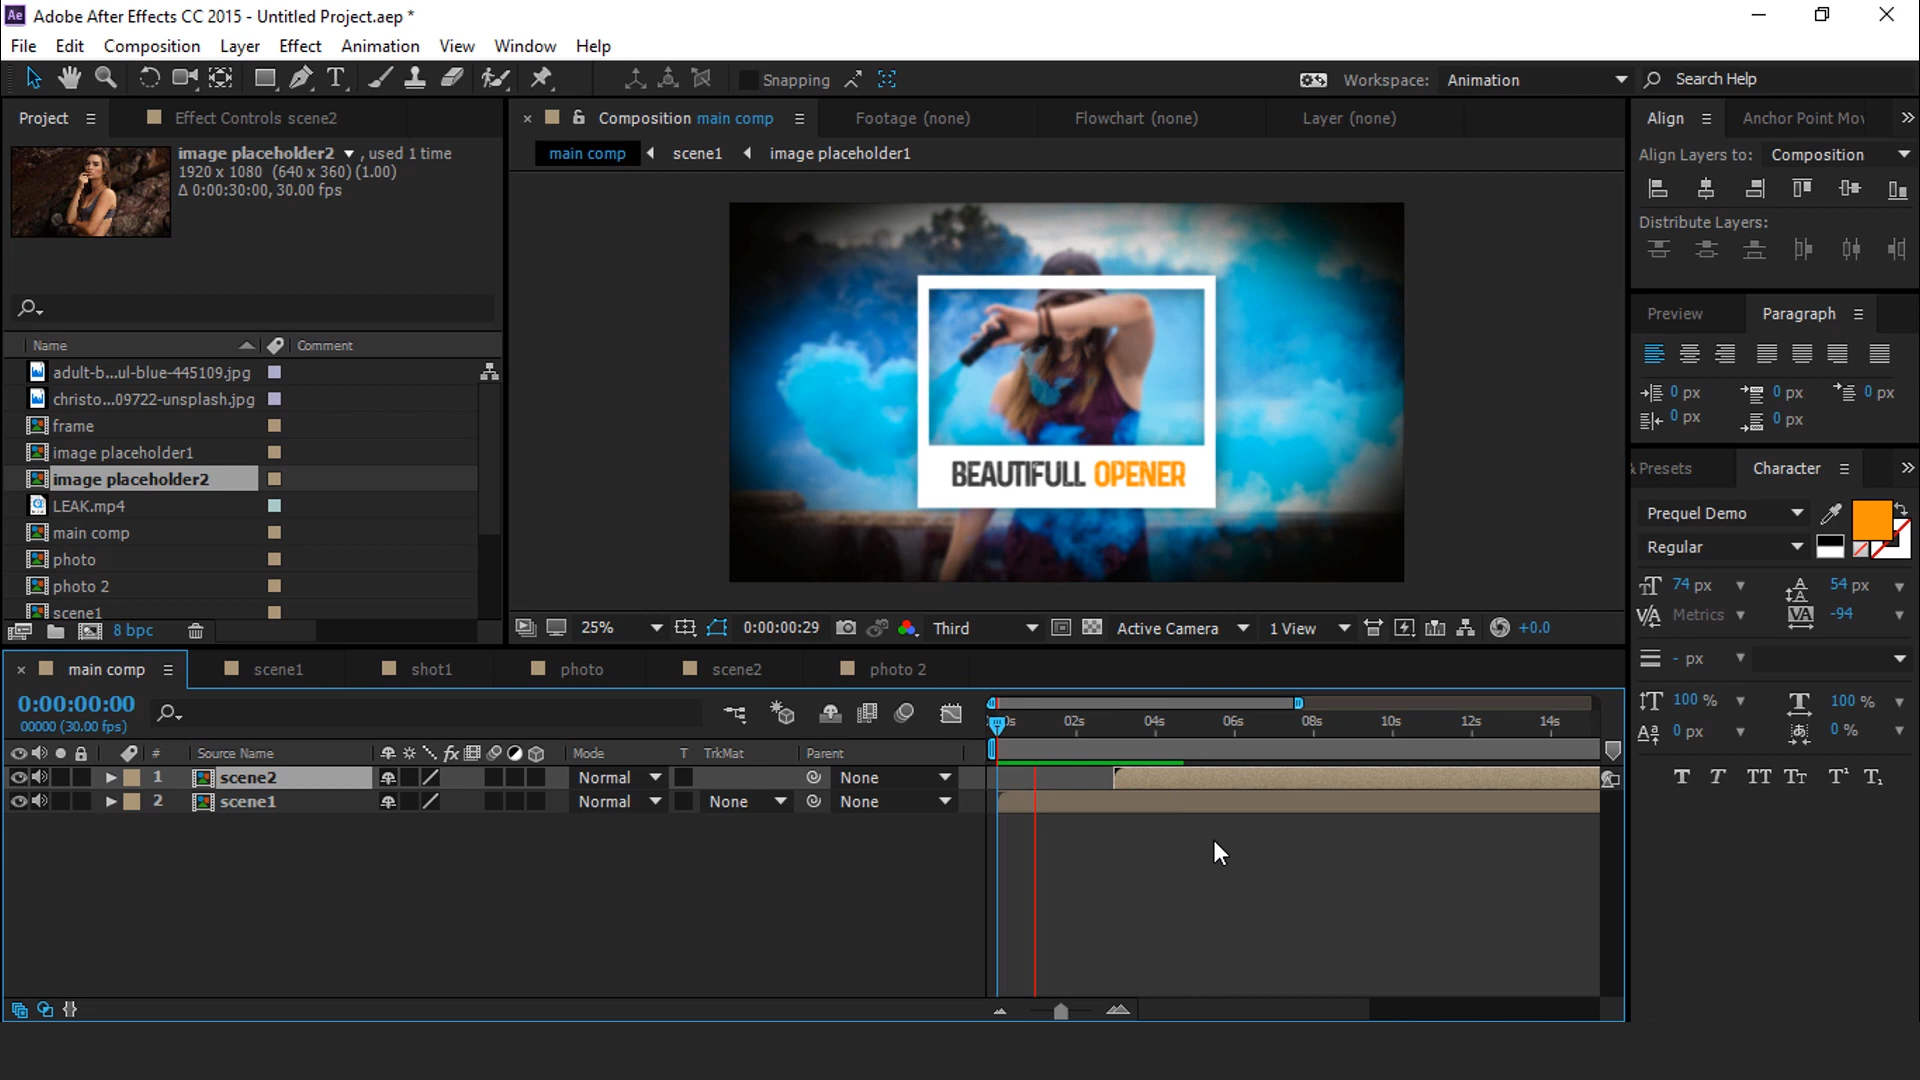 Ae Adobe After Effects CC 2015 - Untitled Project.aep *
File Edit Composition Layer Effect Animation View Window Help
Snapping Workspace: Animation Search Help
Project Effect Controls scene2
image placeholder2 , used 1 time
1920 x 1080 (640 x 360) (1.00)
Δ 0:00:30:00, 30.00 fps
Name Comment
adult-b...ul-blue-445109.jpg
christo...09722-unsplash.jpg
frame
image placeholder1
image placeholder2
LEAK.mp4
main comp
photo
photo 2
scene1
8 bpc
Composition main comp Footage (none) Flowchart (none) Layer (none)
main comp scene1 image placeholder1
BEAUTIFULL OPENER
25% 0:00:00:29 Third Active Camera 1 View +0.0
Align Anchor Point Mov
Align Layers to: Composition
Distribute Layers:
Preview Paragraph
0 px 0 px 0 px
0 px 0 px
& Presets Character
Prequel Demo
Regular
74 px 54 px
Metrics -94
- px
100 % 100 %
0 px 0 %
T T TT Tr T¹ T₁
main comp scene1 shot1 photo scene2 photo 2
0:00:00:00
00000 (30.00 fps)
0s 02s 04s 06s 08s 10s 12s 14s
# Source Name fx Mode T TrkMat Parent
1 scene2 Normal None
2 scene1 Normal None None